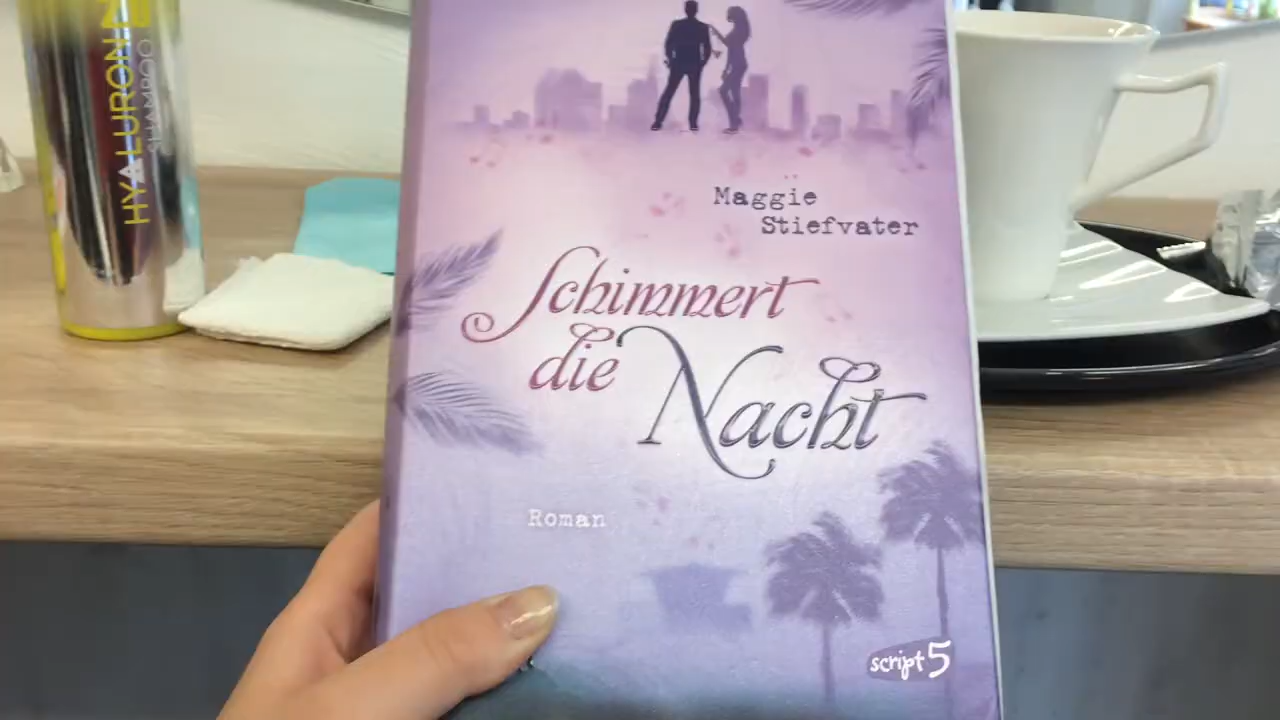 HYALURON
SHAMPOO
Maggie
Stiefvater
Schimmert
die Nacht
Roman
script5